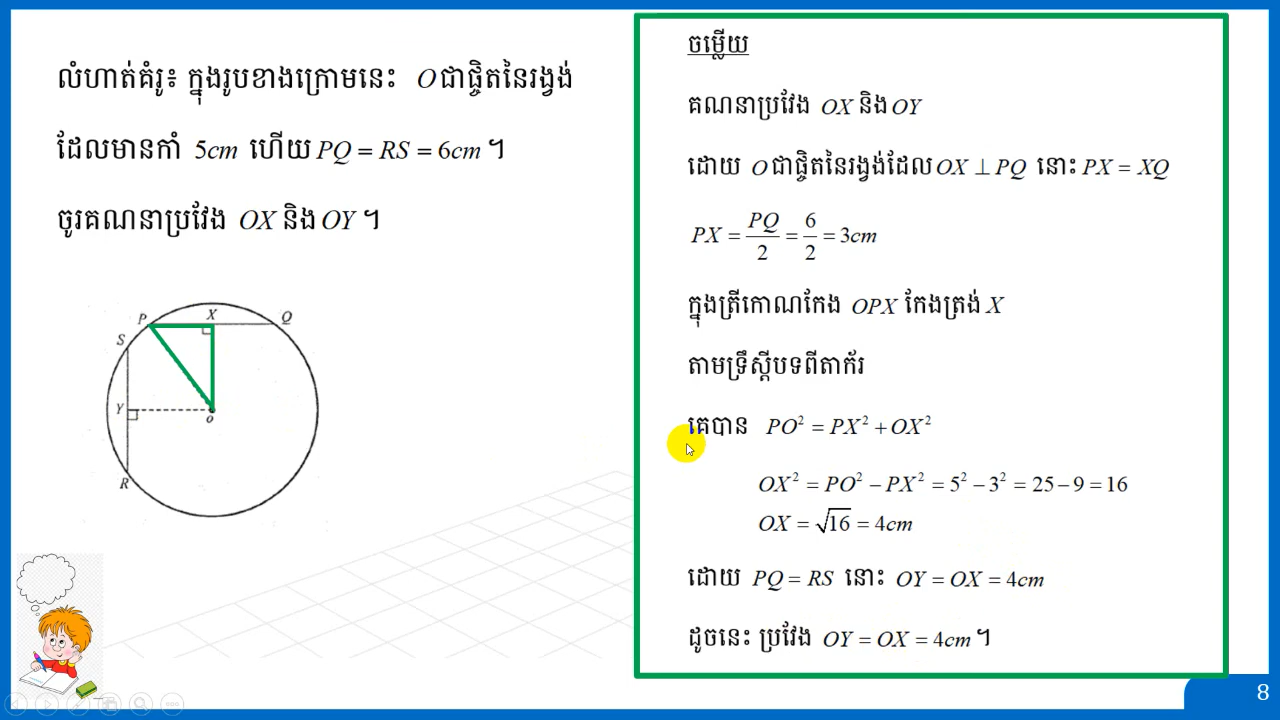 លំហាត់គំរូ៖ ក្នុងរូបខាងក្រោមនេះ O ជាផ្ចិតនៃរង្វង់
ដែលមានកាំ 5cm ហើយ PQ = RS = 6cm ។
ចូរគណនាប្រវែង OX និង OY ។
P X Q
S
Y
o
R
ចម្លើយ
គណនាប្រវែង OX និង OY
ដោយ O ជាផ្ចិតនៃរង្វង់ដែល OX ⊥ PQ នោះ PX = XQ
PX = PQ/2 = 6/2 = 3cm
ក្នុងត្រីកោណកែង OPX កែងត្រង់ X
តាមទ្រឹស្តីបទពីតាក័រ
គេបាន PO² = PX² + OX²
OX² = PO² − PX² = 5² − 3² = 25 − 9 = 16
OX = √16 = 4cm
ដោយ PQ = RS នោះ OY = OX = 4cm
ដូចនេះ ប្រវែង OY = OX = 4cm ។
8